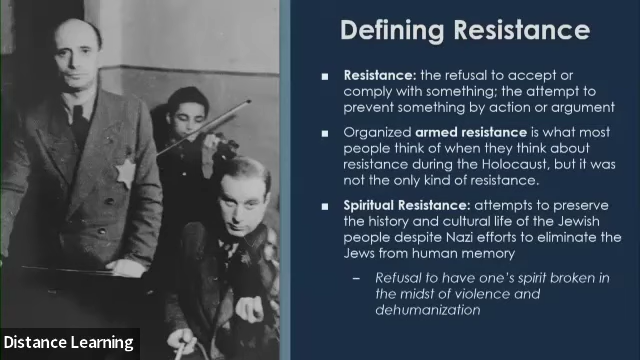 Defining Resistance
▪ Resistance: the refusal to accept or
comply with something; the attempt to
prevent something by action or argument
▪ Organized armed resistance is what most
people think of when they think about
resistance during the Holocaust, but it was
not the only kind of resistance.
▪ Spiritual Resistance: attempts to preserve
the history and cultural life of the Jewish
people despite Nazi efforts to eliminate the
Jews from human memory
– Refusal to have one's spirit broken in
the midst of violence and
dehumanization
Distance Learning